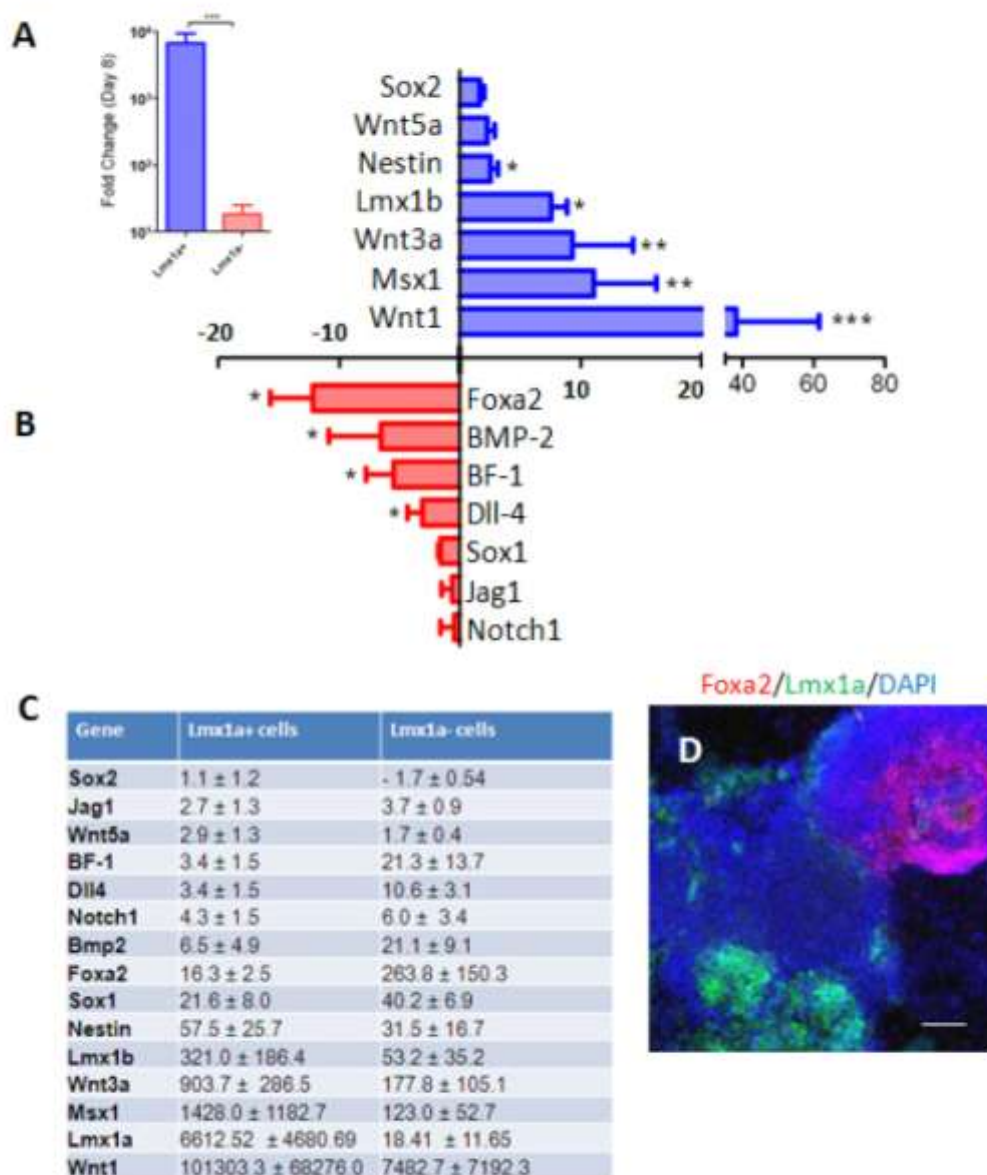 A
Fold Change (Day 8)
10⁴
10³
10²
10¹
***
Lmx1a+
Lmx1a-
Sox2
Wnt5a
Nestin *
Lmx1b *
Wnt3a **
Msx1 **
Wnt1 ***
-20 -10 10 20 40 60 80
B
* Foxa2
* BMP-2
* BF-1
* Dll-4
Sox1
Jag1
Notch1
C
Gene Lmx1a+ cells Lmx1a- cells
Sox2 1.1 ± 1.2 - 1.7 ± 0.54
Jag1 2.7 ± 1.3 3.7 ± 0.9
Wnt5a 2.9 ± 1.3 1.7 ± 0.4
BF-1 3.4 ± 1.5 21.3 ± 13.7
Dll4 3.4 ± 1.5 10.6 ± 3.1
Notch1 4.3 ± 1.5 6.0 ± 3.4
Bmp2 6.5 ± 4.9 21.1 ± 9.1
Foxa2 16.3 ± 2.5 263.8 ± 150.3
Sox1 21.6 ± 8.0 40.2 ± 6.9
Nestin 57.5 ± 25.7 31.5 ± 16.7
Lmx1b 321.0 ± 186.4 53.2 ± 35.2
Wnt3a 903.7 ± 286.5 177.8 ± 105.1
Msx1 1428.0 ± 1182.7 123.0 ± 52.7
Lmx1a 6612.52 ± 4680.69 18.41 ± 11.65
Wnt1 101303.3 ± 68276.0 7482.7 ± 7192.3
Foxa2/Lmx1a/DAPI
D